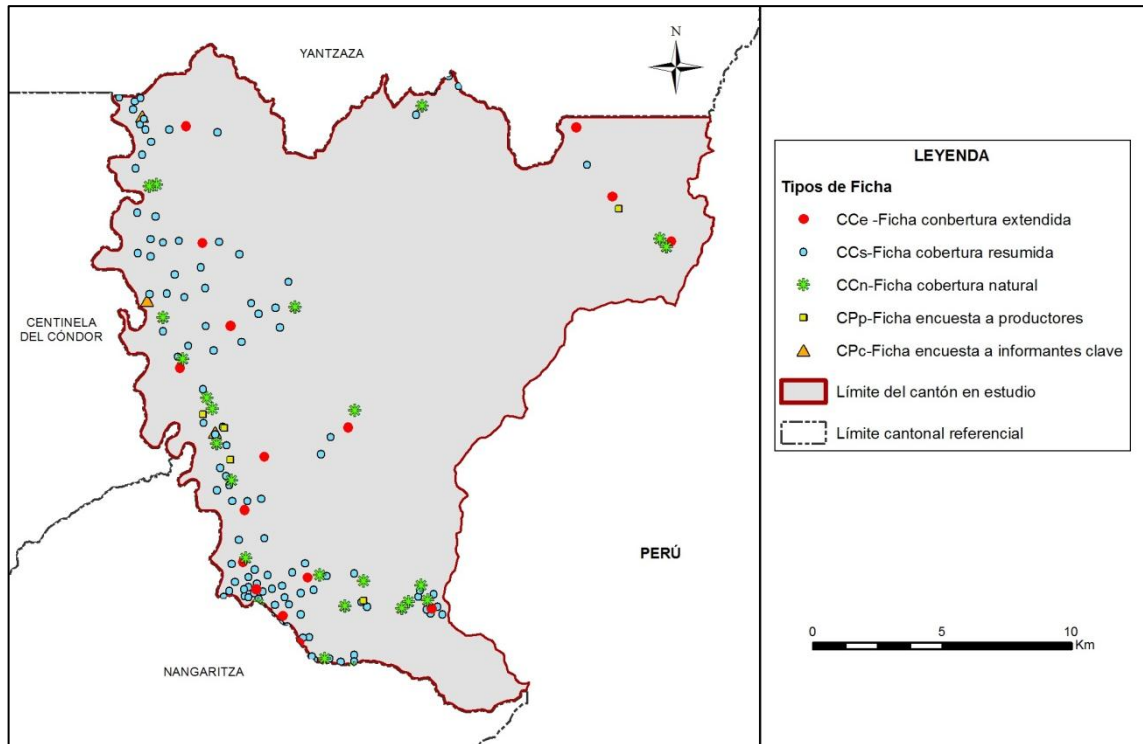 YANTZAZA
N
CENTINELA
DEL CÓNDOR
PERÚ
NANGARITZA
LEYENDA
Tipos de Ficha
CCe -Ficha conbertura extendida
CCs-Ficha cobertura resumida
CCn-Ficha cobertura natural
CPp-Ficha encuesta a productores
CPc-Ficha encuesta a informantes clave
Límite del cantón en estudio
Límite cantonal referencial
0 5 10
Km